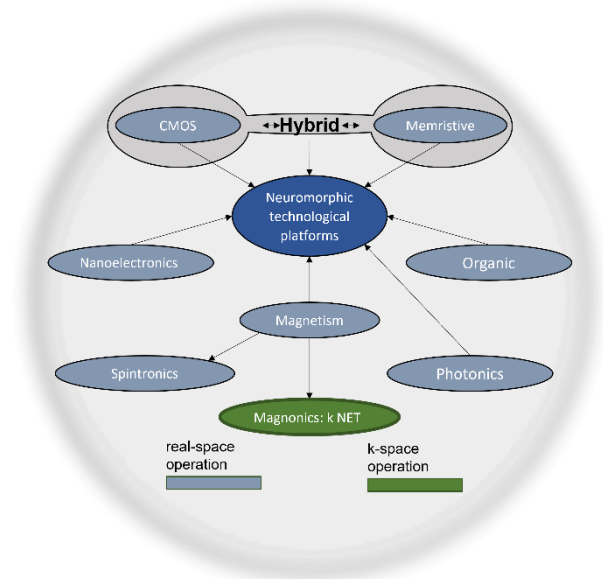 CMOS
Hybrid
Memristive
Neuromorphic
technological
platforms
Nanoelectronics
Organic
Magnetism
Spintronics
Photonics
Magnonics: k NET
real-space
operation
k-space
operation